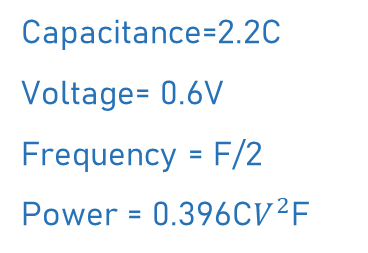 Capacitance=2.2C
Voltage= 0.6V
Frequency = F/2
Power = 0.396CV²F